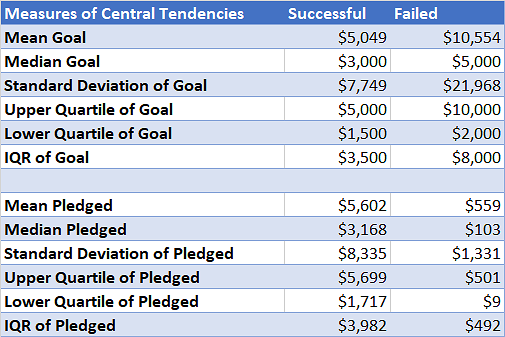 Measures of Central Tendencies Successful Failed
Mean Goal $5,049 $10,554
Median Goal $3,000 $5,000
Standard Deviation of Goal $7,749 $21,968
Upper Quartile of Goal $5,000 $10,000
Lower Quartile of Goal $1,500 $2,000
IQR of Goal $3,500 $8,000
Mean Pledged $5,602 $559
Median Pledged $3,168 $103
Standard Deviation of Pledged $8,335 $1,331
Upper Quartile of Pledged $5,699 $501
Lower Quartile of Pledged $1,717 $9
IQR of Pledged $3,982 $492